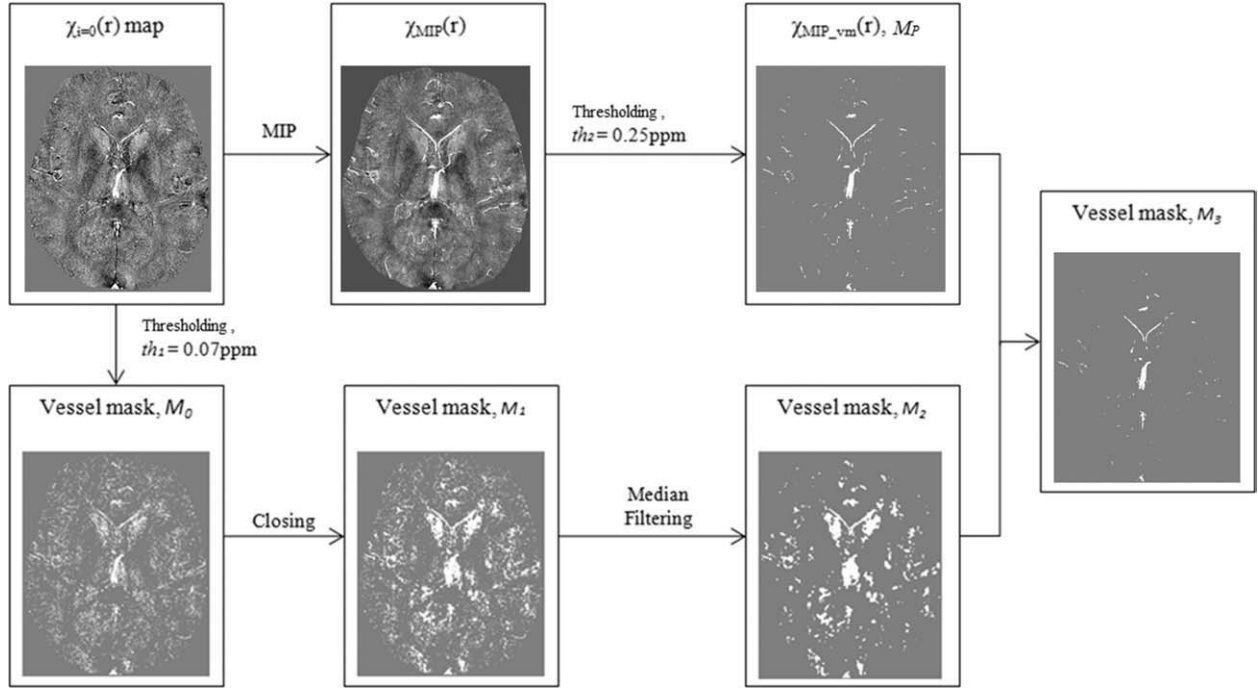 χᵢ₌₀(r) map
MIP
χMIP(r)
Thresholding ,
th₂ = 0.25ppm
χMIP_vm(r), MP
Thresholding ,
th₁ = 0.07ppm
Vessel mask, M₀
Closing
Vessel mask, M₁
Median
Filtering
Vessel mask, M₂
Vessel mask, M₃